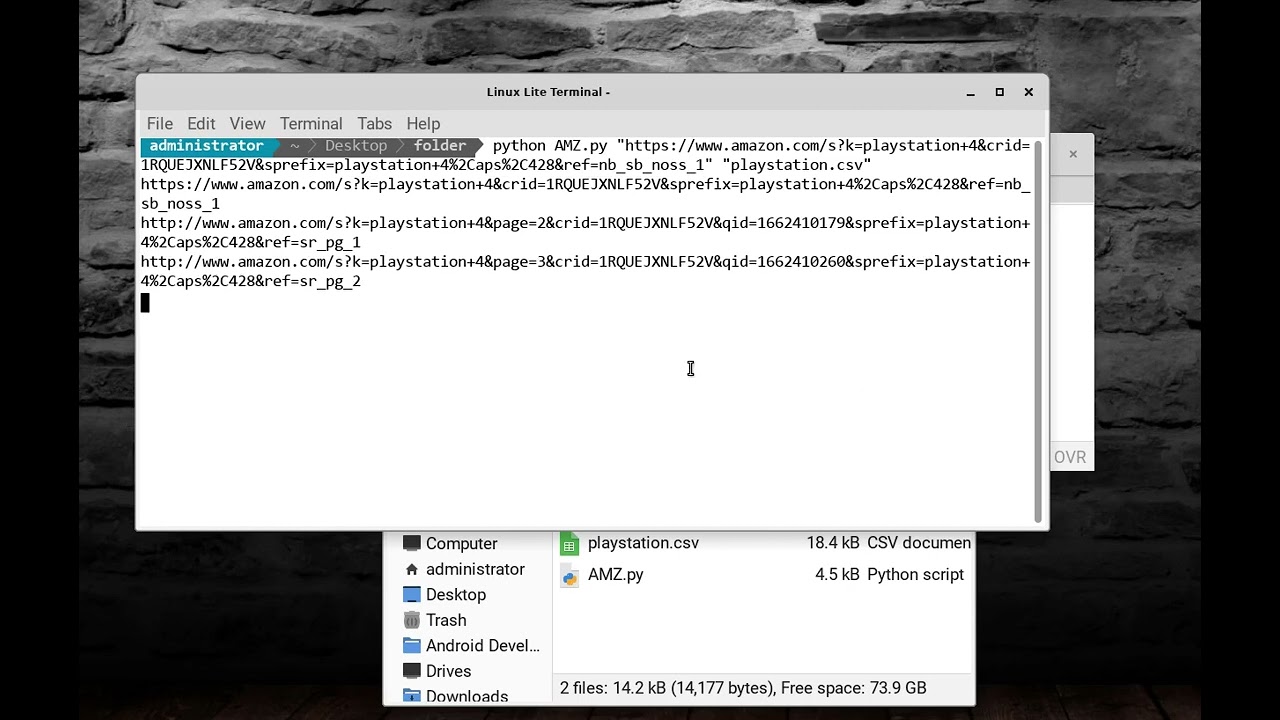 Linux Lite Terminal -
File Edit View Terminal Tabs Help
administrator ~ Desktop folder python AMZ.py "https://www.amazon.com/s?k=playstation+4&crid=
1RQUEJXNLF52V&sprefix=playstation+4%2Caps%2C428&ref=nb_sb_noss_1" "playstation.csv"
https://www.amazon.com/s?k=playstation+4&crid=1RQUEJXNLF52V&sprefix=playstation+4%2Caps%2C428&ref=nb_
sb_noss_1
http://www.amazon.com/s?k=playstation+4&page=2&crid=1RQUEJXNLF52V&qid=1662410179&sprefix=playstation+
4%2Caps%2C428&ref=sr_pg_1
http://www.amazon.com/s?k=playstation+4&page=3&crid=1RQUEJXNLF52V&qid=1662410260&sprefix=playstation+
4%2Caps%2C428&ref=sr_pg_2
OVR
Computer
administrator
Desktop
Trash
Android Devel...
Drives
Downloads
playstation.csv 18.4 kB CSV documen
AMZ.py 4.5 kB Python script
2 files: 14.2 kB (14,177 bytes), Free space: 73.9 GB